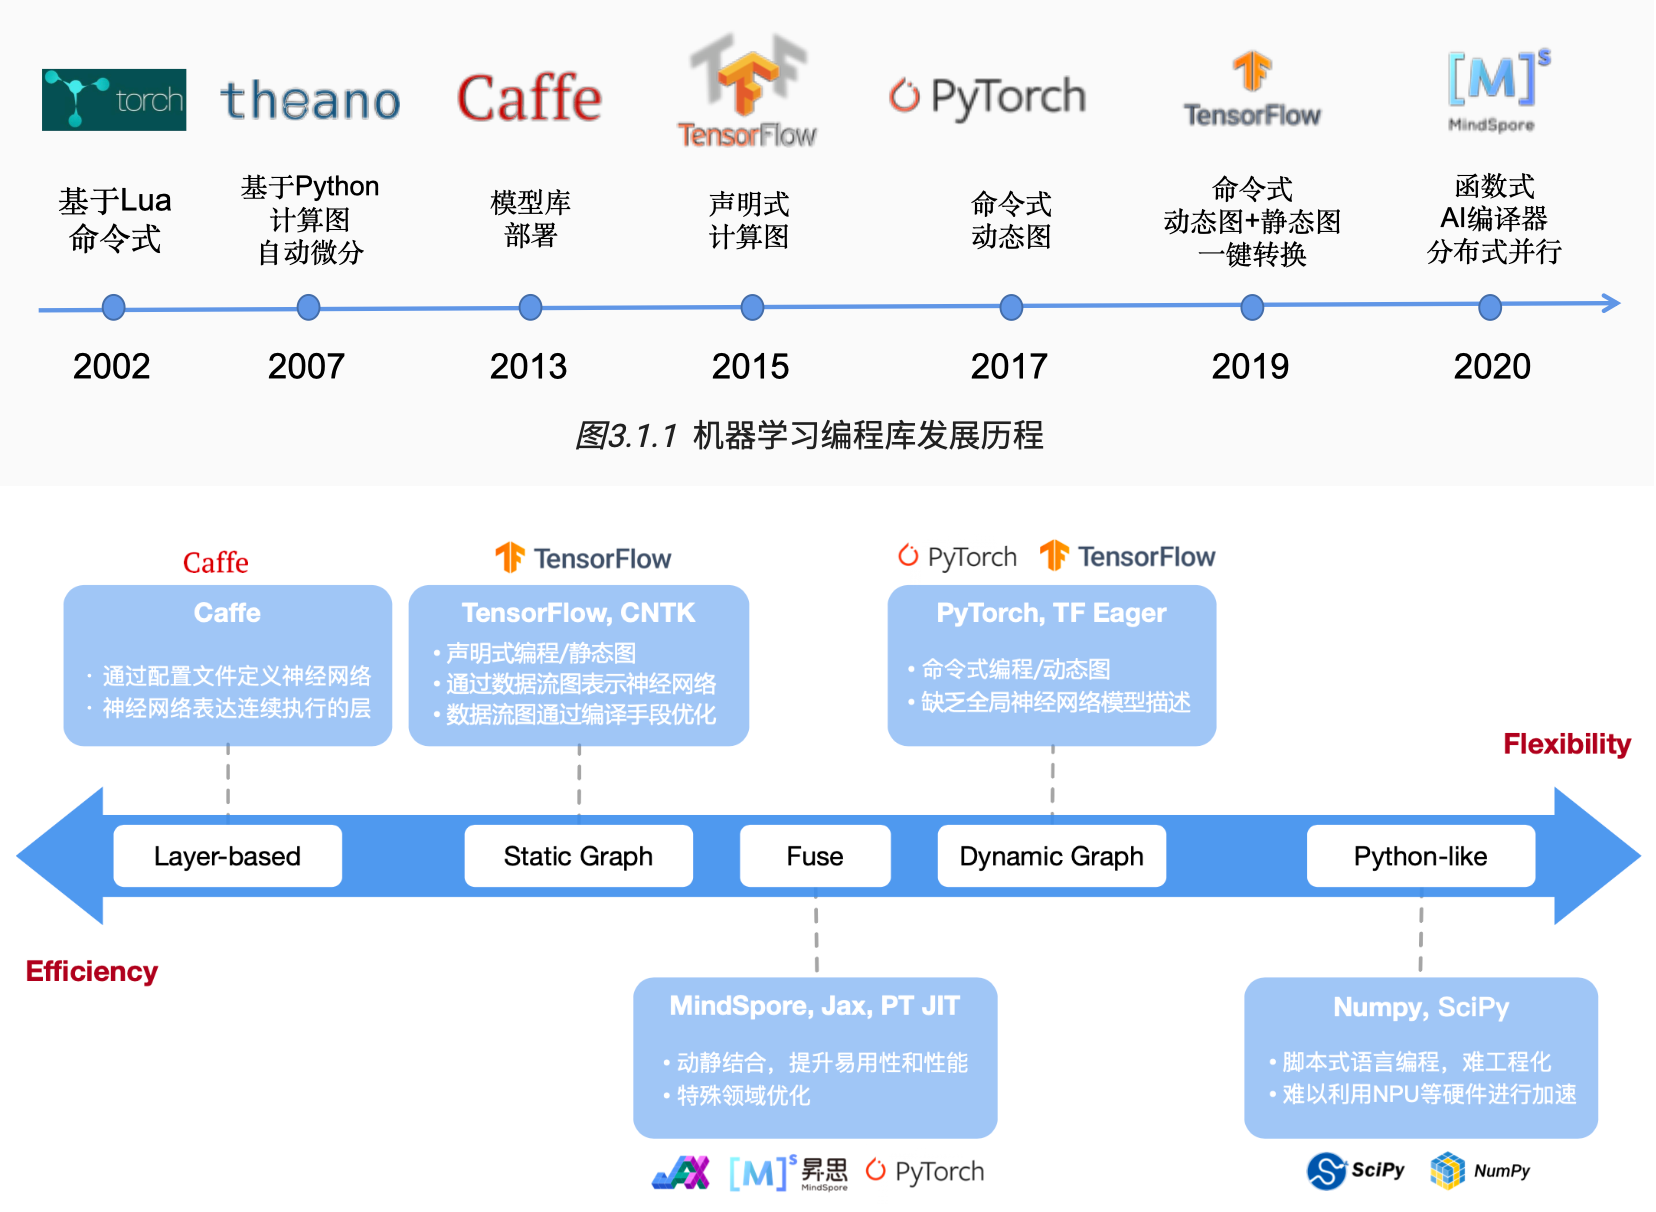 torch
theano
Caffe
TensorFlow
PyTorch
TensorFlow
[M]s
MindSpore
基于Lua
命令式
基于Python
计算图
自动微分
模型库
部署
声明式
计算图
命令式
动态图
命令式
动态图+静态图
一键转换
函数式
AI编译器
分布式并行
2002
2007
2013
2015
2017
2019
2020
图3.1.1 机器学习编程库发展历程
Caffe
TensorFlow
PyTorch
TensorFlow
Caffe
· 通过配置文件定义神经网络
· 神经网络表达连续执行的层
TensorFlow, CNTK
• 声明式编程/静态图
• 通过数据流图表示神经网络
• 数据流图通过编译手段优化
PyTorch, TF Eager
• 命令式编程/动态图
• 缺乏全局神经网络模型描述
Flexibility
Layer-based
Static Graph
Fuse
Dynamic Graph
Python-like
Efficiency
MindSpore, Jax, PT JIT
• 动静结合，提升易用性和性能
• 特殊领域优化
Numpy, SciPy
• 脚本式语言编程，难工程化
• 难以利用NPU等硬件进行加速
JAX
[M]s
昇思
MindSpore
PyTorch
SciPy
NumPy